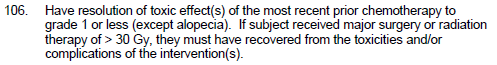 106. Have resolution of toxic effect(s) of the most recent prior chemotherapy to
grade 1 or less (except alopecia). If subject received major surgery or radiation
therapy of > 30 Gy, they must have recovered from the toxicities and/or
complications of the intervention(s).